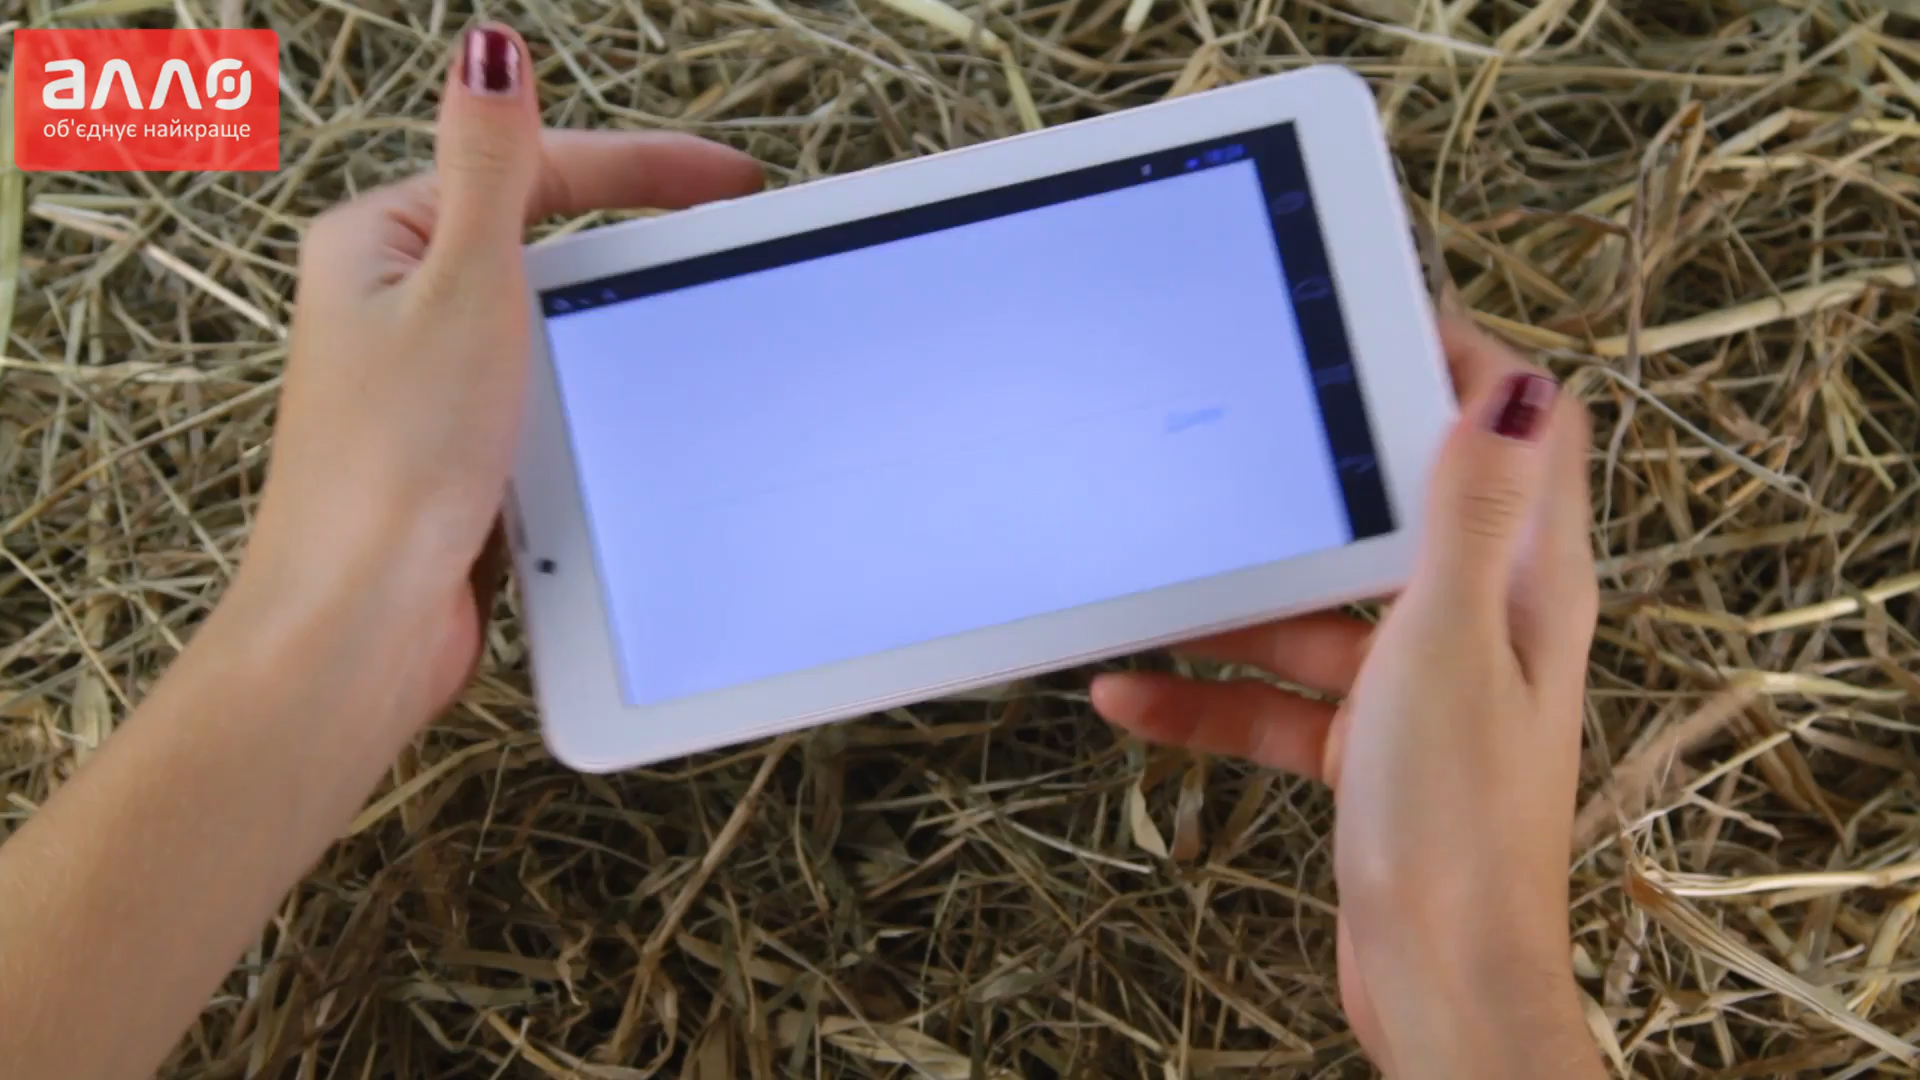 алло
об'єднує найкраще